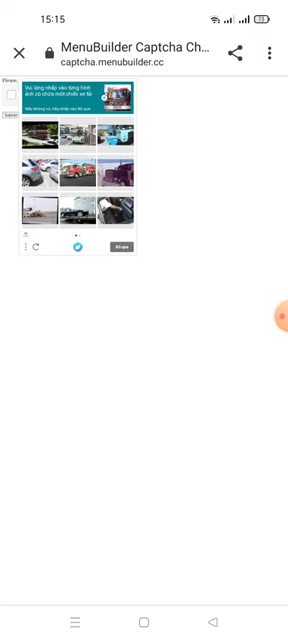 15:15
78
MenuBuilder Captcha Ch...
captcha.menubuilder.cc
Please,
Vui lòng nhấp vào từng hình
ảnh có chứa một chiếc xe tải
Nếu không có, hãy nhấp vào Bỏ qua
Submit
Bỏ qua